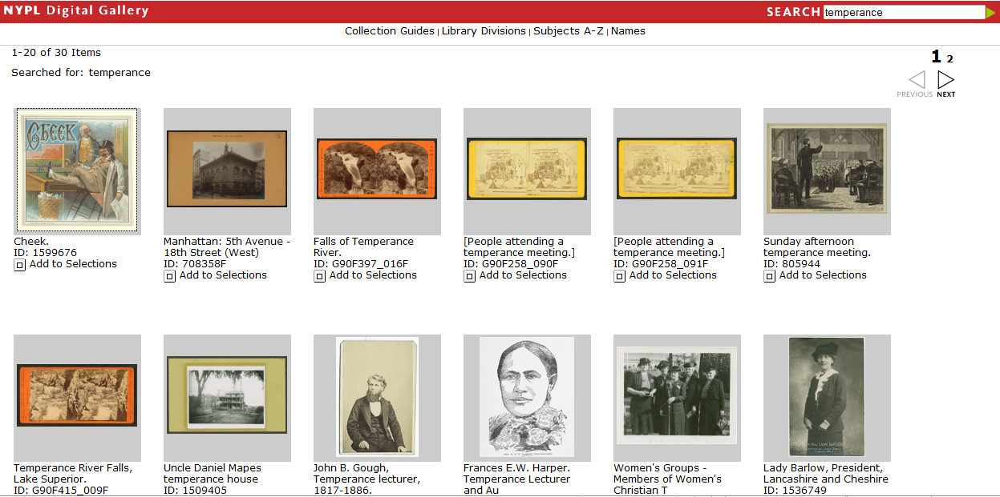 NYPL Digital Gallery
SEARCH temperance
Collection Guides | Library Divisions | Subjects A-Z | Names
1-20 of 30 Items
1 2
Searched for: temperance
PREVIOUS NEXT
CHEEK
Cheek.
ID: 1599676
Add to Selections
Manhattan: 5th Avenue -
18th Street (West)
ID: 708358F
Add to Selections
Falls of Temperance
River.
ID: G90F397_016F
Add to Selections
[People attending a
temperance meeting.]
ID: G90F258_090F
Add to Selections
[People attending a
temperance meeting.]
ID: G90F258_091F
Add to Selections
Sunday afternoon
temperance meeting.
ID: 805944
Add to Selections
Temperance River Falls,
Lake Superior.
ID: G90F415_009F
Uncle Daniel Mapes
temperance house
ID: 1509405
John B. Gough,
Temperance lecturer,
1817-1886.
Frances E.W. Harper.
Temperance Lecturer
and Au
Women's Groups -
Members of Women's
Christian T
Lady Barlow, President,
Lancashire and Cheshire
ID: 1536749